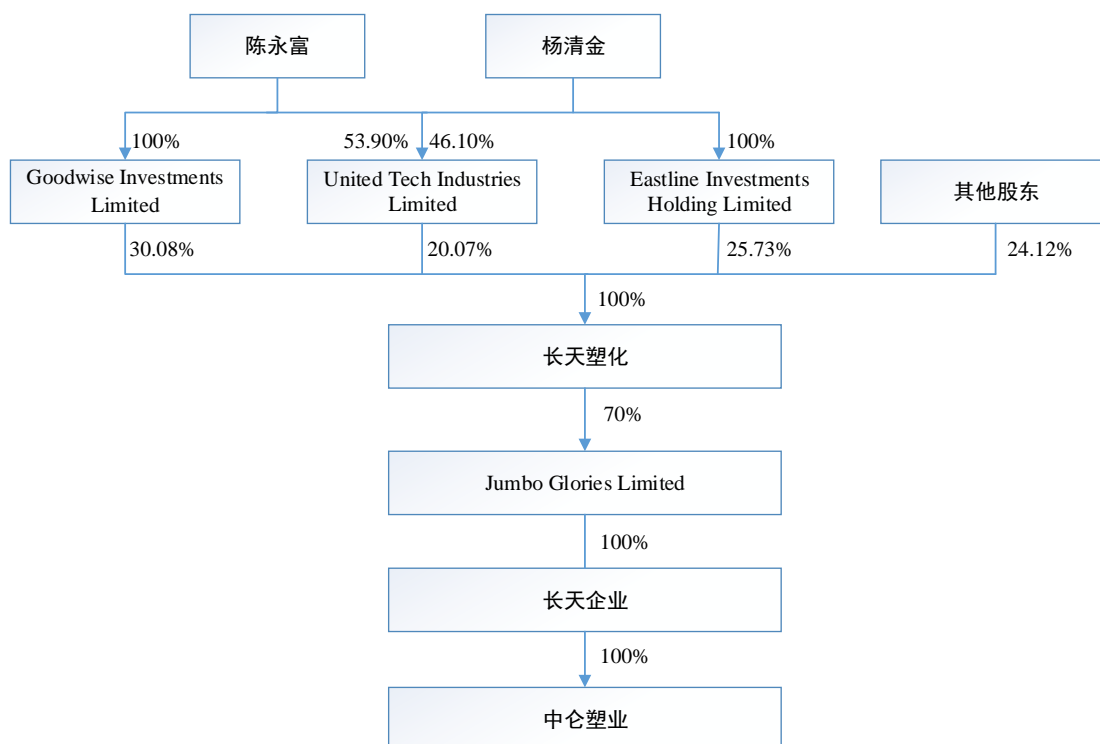 陈永富
杨清金
100%
53.90%
46.10%
100%
Goodwise Investments
Limited
United Tech Industries
Limited
Eastline Investments
Holding Limited
其他股东
30.08%
20.07%
25.73%
24.12%
100%
长天塑化
70%
Jumbo Glories Limited
100%
长天企业
100%
中仑塑业